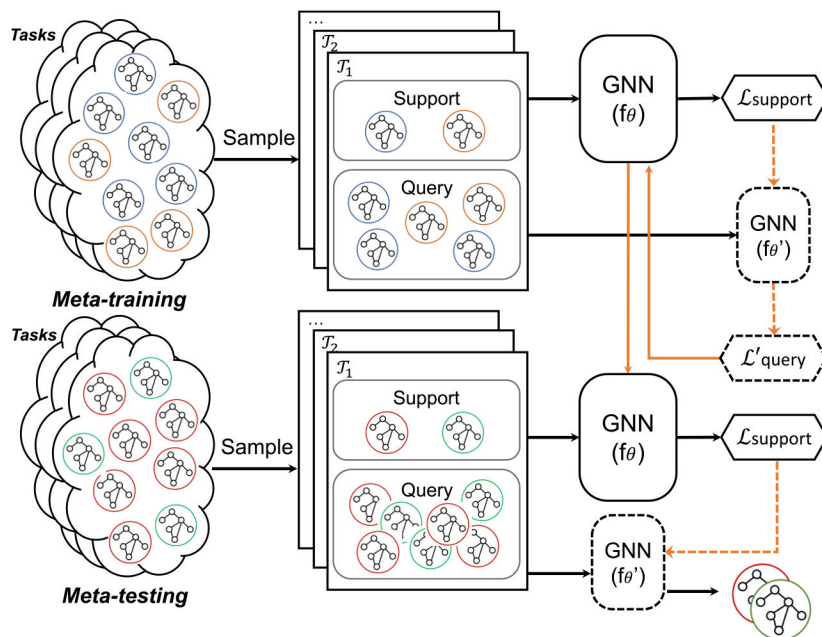 Tasks
Meta-training
Sample
...
𝒯2
𝒯1
Support
Query
GNN
(fθ)
ℒsupport
GNN
(fθ')
ℒ'query
Tasks
Meta-testing
Sample
...
𝒯2
𝒯1
Support
Query
GNN
(fθ)
ℒsupport
GNN
(fθ')